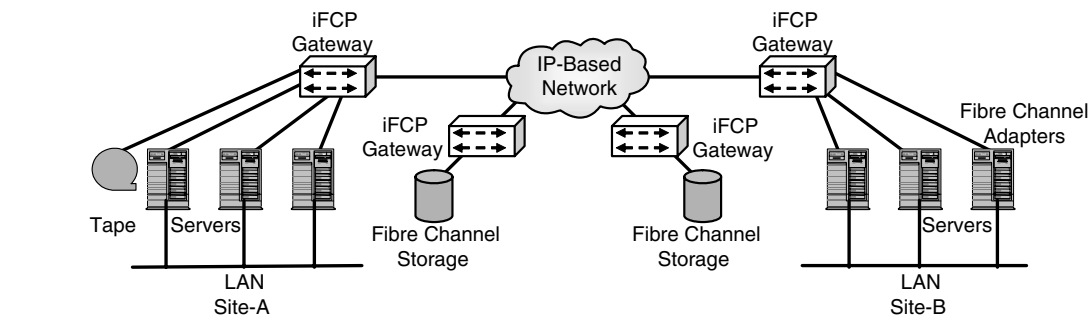 iFCP
Gateway
iFCP
Gateway
IP-Based
Network
Fibre Channel
Adapters
iFCP
Gateway
iFCP
Gateway
Tape
Servers
Fibre Channel
Storage
Fibre Channel
Storage
Servers
LAN
Site-A
LAN
Site-B